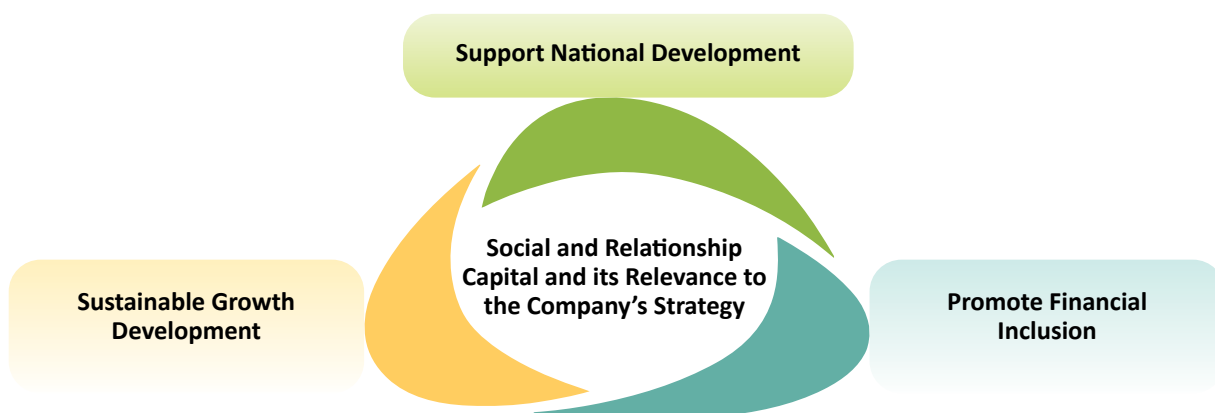 Support National Development
Social and Relationship
Capital and its Relevance to
the Company’s Strategy
Sustainable Growth
Development
Promote Financial
Inclusion